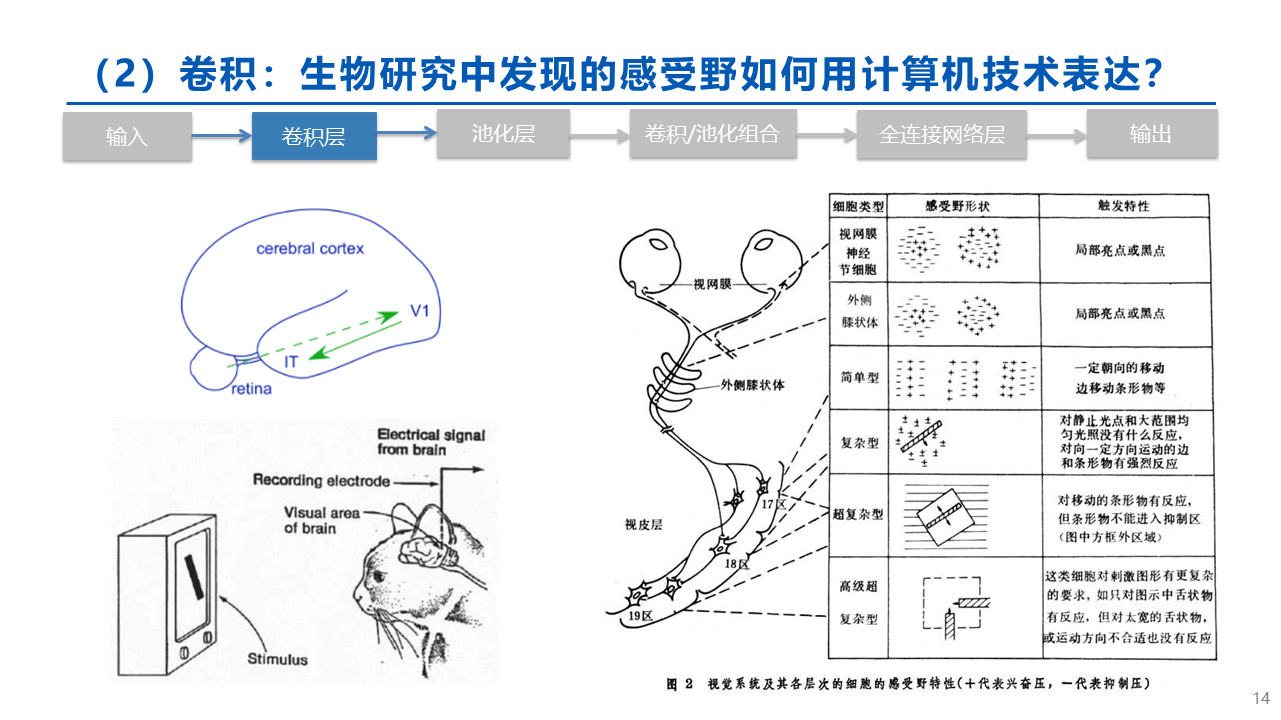 （2）卷积：生物研究中发现的感受野如何用计算机技术表达？
输入
卷积层
池化层
卷积/池化组合
全连接网络层
输出
cerebral cortex
V1
IT
retina
Electrical signal
from brain
Recording electrode
Visual area
of brain
Stimulus
视网膜
外侧膝状体
视皮层
17区
18区
19区
细胞类型
感受野形状
触发特性
视网膜
神经
节细胞
局部亮点或黑点
外侧
膝状体
局部亮点或黑点
简单型
一定朝向的移动
边移动条形物等
复杂型
对静止光点和大范围均
匀光照没有什么反应，
对向一定方向运动的边
和条形物有强烈反应
超复杂型
对移动的条形物有反应，
但条形物不能进入抑制区
(图中方框外区域)
高级超
复杂型
这类细胞对刺激图形有更复杂
的要求，如只对图示中舌状物
有反应，但对太宽的舌状物，
或运动方向不合适也没有反应
图 2 视觉系统及其各层次的细胞的感受野特性(＋代表兴奋压，－代表抑制压)
14